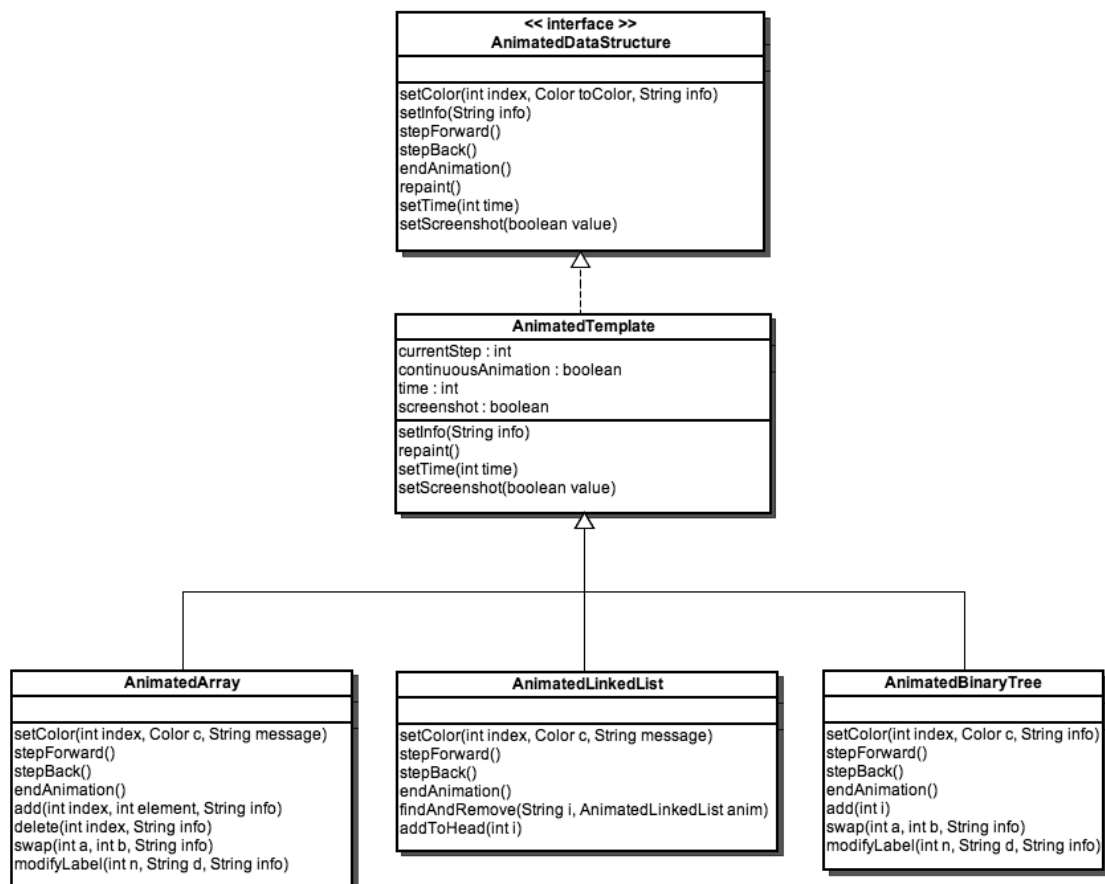 << interface >>
AnimatedDataStructure
setColor(int index, Color toColor, String info)
setInfo(String info)
stepForward()
stepBack()
endAnimation()
repaint()
setTime(int time)
setScreenshot(boolean value)
AnimatedTemplate
currentStep : int
continuousAnimation : boolean
time : int
screenshot : boolean
setInfo(String info)
repaint()
setTime(int time)
setScreenshot(boolean value)
AnimatedArray
setColor(int index, Color c, String message)
stepForward()
stepBack()
endAnimation()
add(int index, int element, String info)
delete(int index, String info)
swap(int a, int b, String info)
modifyLabel(int n, String d, String info)
AnimatedLinkedList
setColor(int index, Color c, String message)
stepForward()
stepBack()
endAnimation()
findAndRemove(String i, AnimatedLinkedList anim)
addToHead(int i)
AnimatedBinaryTree
setColor(int index, Color c, String info)
stepForward()
stepBack()
endAnimation()
add(int i)
swap(int a, int b, String info)
modifyLabel(int n, String d, String info)